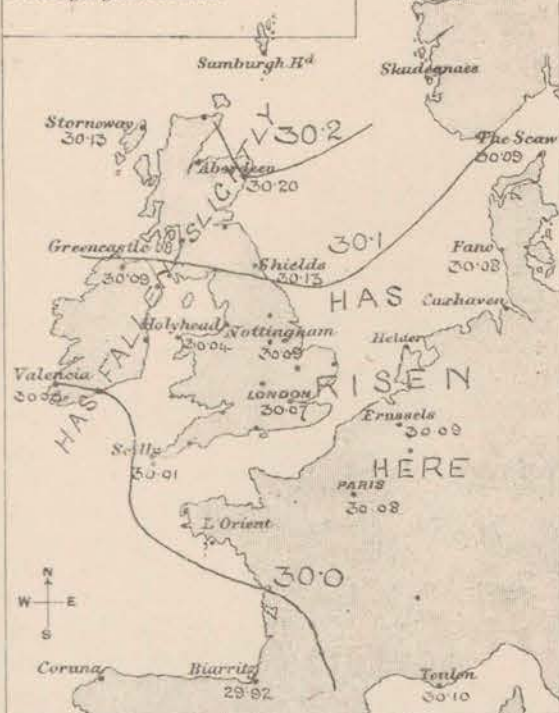 Sumburgh Hd
Skudesnaes
Stornoway
30·13
30·2
The Scaw
30·09
Aberdeen
30·20
HAS FALL SLIGHTLY
Greencastle
30·09
30·1
Fano
30·08
Shields
30·13
HAS
Cuxhaven
Holyhead
30·04
Nottingham
30·09
Helder
Valencia
LONDON
30·07
RISEN
Brussels
30·09
Scilly
30·01
HERE
PARIS
30·08
L'Orient
30·0
N
W E
S
Coruna
Biarritz
29·92
Toulon
30·10